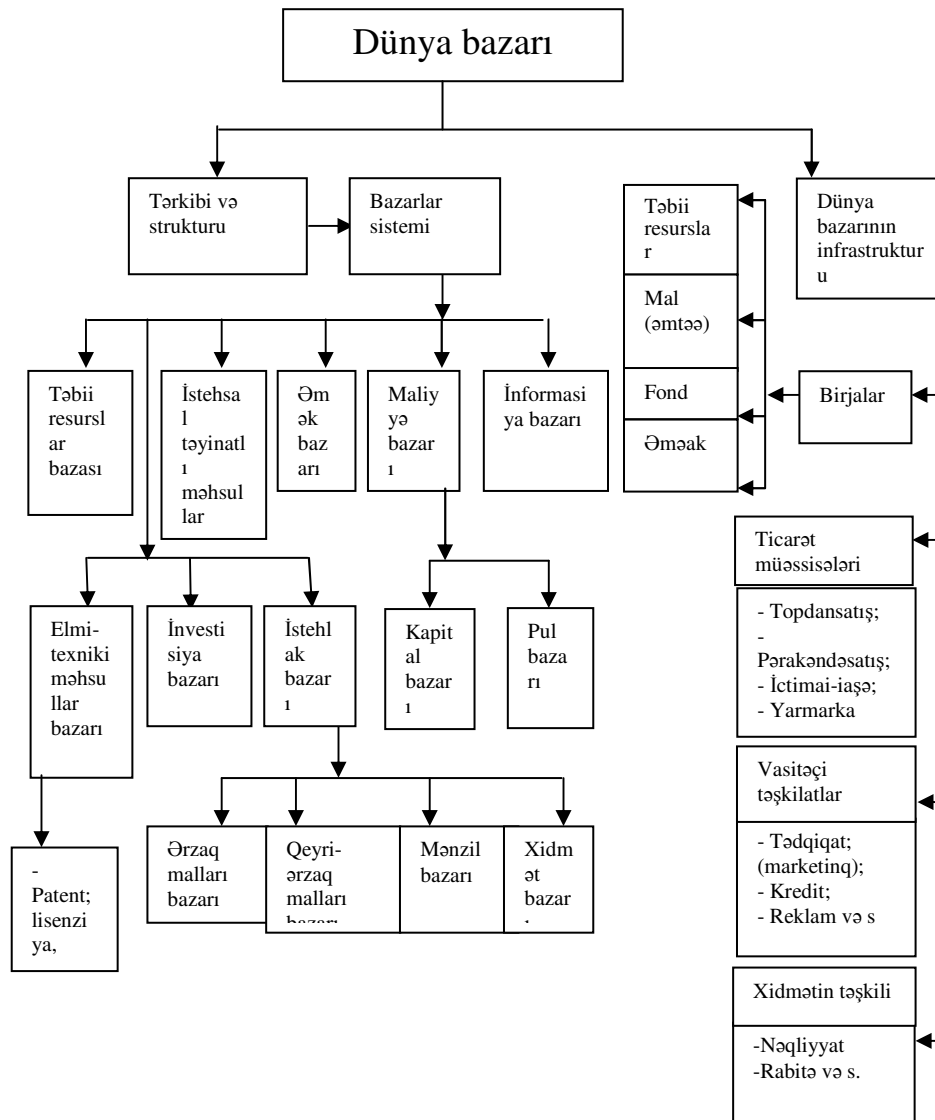 Dünya bazarı
Tərkibi və
strukturu
Bazarlar
sistemi
Təbii
resurslar
r
Mal
(əmtəə)
Fond
Əməak
Dünya
bazarının
infrastruktur
u
Birjalar
Təbii
resursl
ar
bazası
İstehsa
l
təyinatl
ı
məhsul
lar
Əm
ək
baz
arı
Maliy
yə
bazar
ı
İnformasi
ya bazarı
Elmi-
texniki
məhsu
llar
bazarı
İnvesti
siya
bazarı
İstehl
ak
bazar
ı
Kapit
al
bazar
ı
Pul
baza
rı
-
Patent;
lisenzi
ya,
Ərzaq
malları
bazarı
Qeyri-
ərzaq
malları
bazarı
Mənzil
bazarı
Xidm
ət
bazar
ı
Ticarət
müəssisələri
- Topdansatış;
-
Pərakəndəsatış;
- İctimai-iaşə;
- Yarmarka
Vasitəçi
təşkilatlar
- Tədqiqat;
(marketinq);
- Kredit;
- Reklam və s
Xidmətin təşkili
-Nəqliyyat
-Rabitə və s.